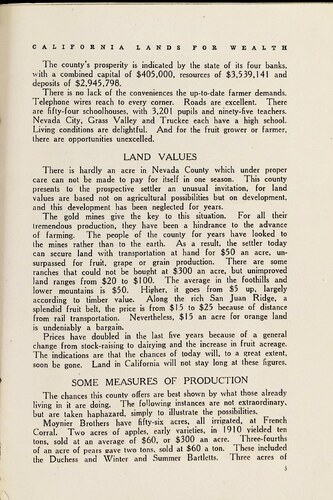 CALIFORNIA LANDS FOR WEALTH
The county's prosperity is indicated by the state of its four banks,
with a combined capital of $405,000, resources of $3,539,141 and
deposits of $2,945,798.
There is no lack of the conveniences the up-to-date farmer demands.
Telephone wires reach to every corner. Roads are excellent. There
are fifty-four schoolhouses, with 3,201 pupils and ninety-five teachers.
Nevada City, Grass Valley and Truckee each have a high school.
Living conditions are delightful. And for the fruit grower or farmer,
there are opportunities unexcelled.
LAND VALUES
There is hardly an acre in Nevada County which under proper
care can not be made to pay for itself in one season. This county
presents to the prospective settler an unusual invitation, for land
values are based not on agricultural possibilities but on development,
and this development has been neglected for years.
The gold mines give the key to this situation. For all their
tremendous production, they have been a hindrance to the advance
of farming. The people of the county for years have looked to
the mines rather than to the earth. As a result, the settler today
can secure land with transportation at hand for $50 an acre, un-
surpassed for fruit, grape or grain production. There are some
ranches that could not be bought at $300 an acre, but unimproved
land ranges from $20 to $100. The average in the foothills and
lower mountains is $50. Higher, it goes from $5 up, largely
according to timber value. Along the rich San Juan Ridge, a
splendid fruit belt, the price is from $15 to $25 because of distance
from rail transportation. Nevertheless, $15 an acre for orange land
is undeniably a bargain.
Prices have doubled in the last five years because of a general
change from stock-raising to dairying and the increase in fruit acreage.
The indications are that the chances of today will, to a great extent,
soon be gone. Land in California will not stay long at these figures.
SOME MEASURES OF PRODUCTION
The chances this county offers are best shown by what those already
living in it are doing. The following instances are not extraordinary,
but are taken haphazard, simply to illustrate the possibilities.
Moynier Brothers have fifty-six acres, all irrigated, at French
Corral. Two acres of apples, early varieties, in 1910 yielded ten
tons, sold at an average of $60, or $300 an acre. Three-fourths
of an acre of pears gave two tons, sold at $60 a ton. These included
the Duchess and Winter and Summer Bartletts. Three acres of
5